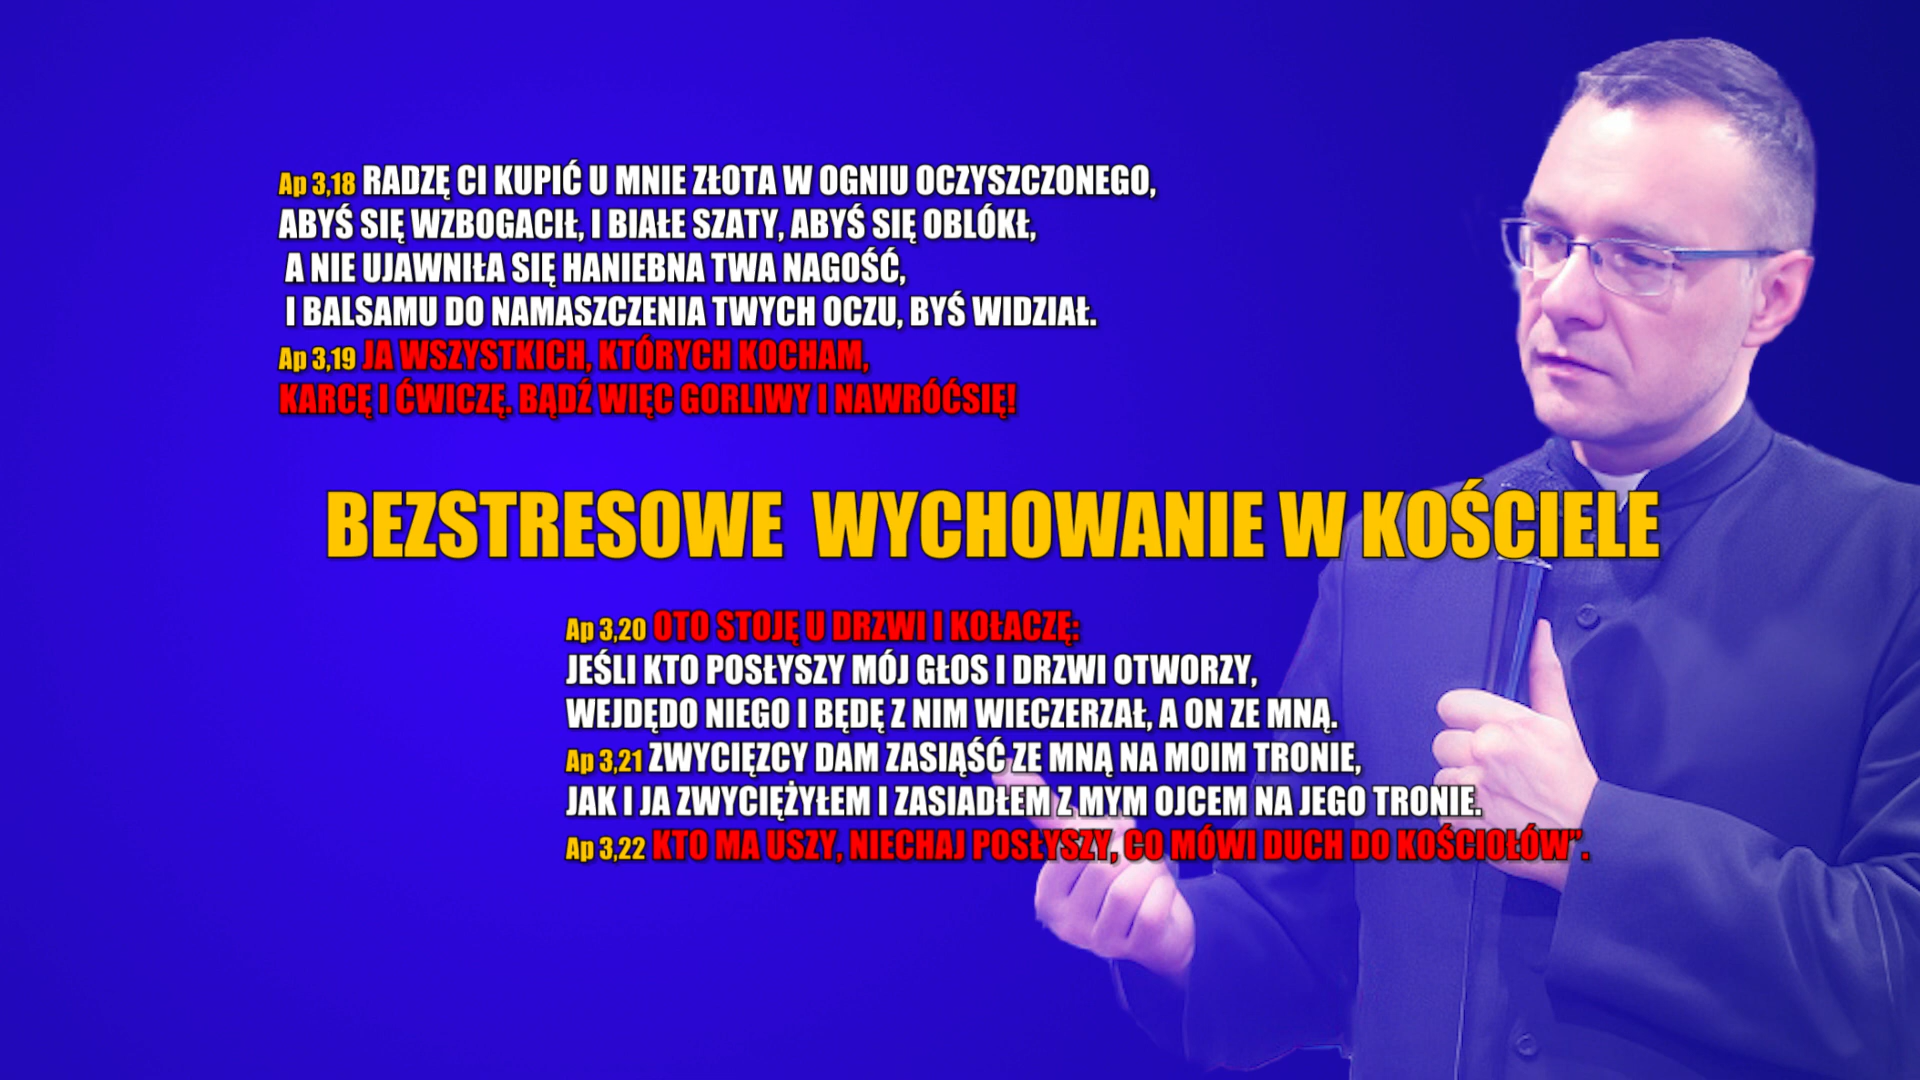 Ap 3,18 RADZĘ CI KUPIĆ U MNIE ZŁOTA W OGNIU OCZYSZCZONEGO,
ABYŚ SIĘ WZBOGACIŁ, I BIAŁE SZATY, ABYŚ SIĘ OBLÓKŁ,
A NIE UJAWNIŁA SIĘ HANIEBNA TWA NAGOŚĆ,
I BALSAMU DO NAMASZCZENIA TWYCH OCZU, BYŚ WIDZIAŁ.
Ap 3,19 JA WSZYSTKICH, KTÓRYCH KOCHAM,
KARCĘ I ĆWICZĘ. BĄDŹ WIĘC GORLIWY I NAWRÓĆSIĘ!
BEZSTRESOWE WYCHOWANIE W KOŚCIELE
Ap 3,20 OTO STOJĘ U DRZWI I KOŁACZĘ:
JEŚLI KTO POSŁYSZY MÓJ GŁOS I DRZWI OTWORZY,
WEJDĘDO NIEGO I BĘDĘ Z NIM WIECZERZAŁ, A ON ZE MNĄ.
Ap 3,21 ZWYCIĘZCY DAM ZASIĄŚĆ ZE MNĄ NA MOIM TRONIE,
JAK I JA ZWYCIĘŻYŁEM I ZASIADŁEM Z MYM OJCEM NA JEGO TRONIE.
Ap 3,22 KTO MA USZY, NIECHAJ POSŁYSZY, CO MÓWI DUCH DO KOŚCIOŁÓW”.